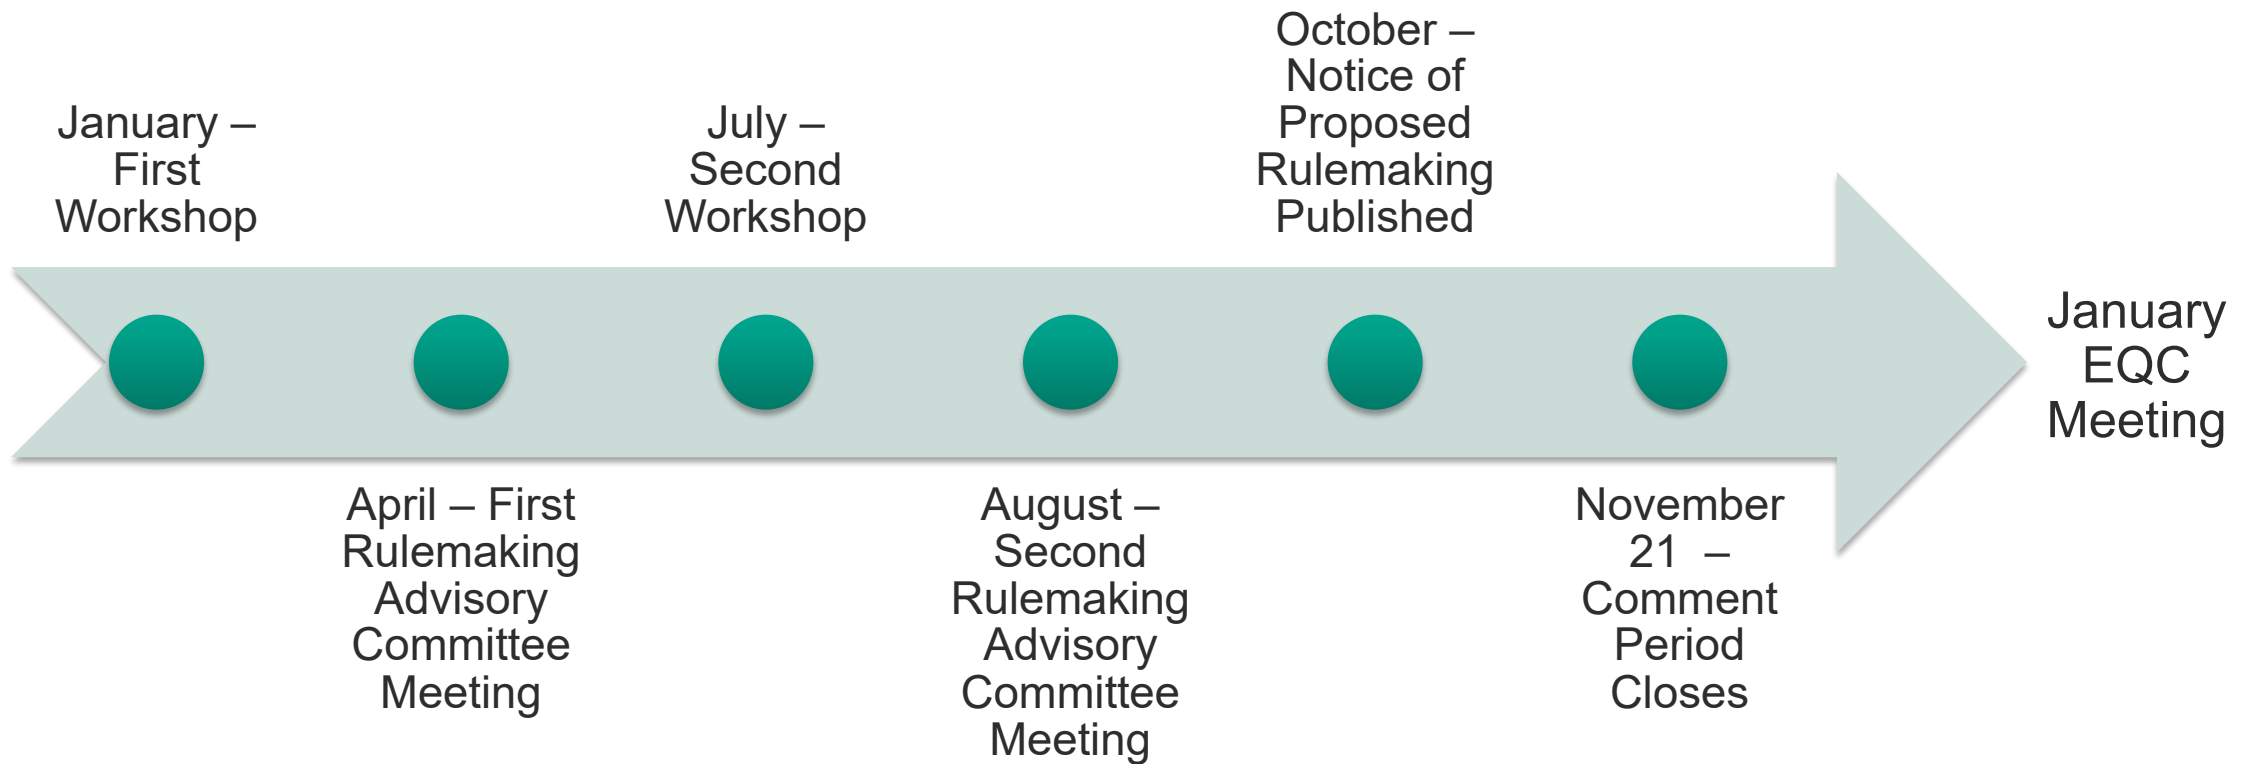 January –
First
Workshop
April – First
Rulemaking
Advisory
Committee
Meeting
July –
Second
Workshop
August –
Second
Rulemaking
Advisory
Committee
Meeting
October –
Notice of
Proposed
Rulemaking
Published
November
21  –
Comment
Period
Closes
January
EQC
Meeting